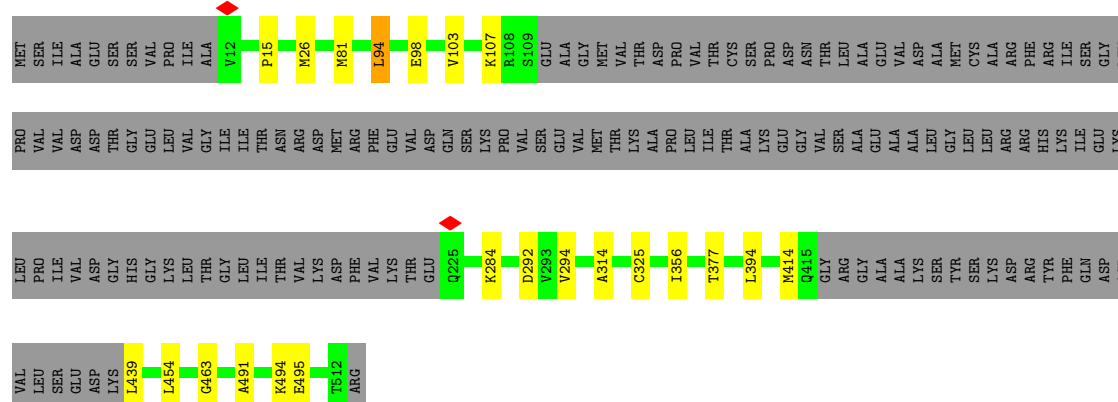 MET SER ILE ALA GLU SER SER VAL PRO ILE ALA V12 P15 M26 M81 L94 E98 V103 K107 R108 S109 GLU ALA GLY MET VAL THR ASP PRO VAL THR CYS SER PRO ASP ASN THR LEU ALA GLU VAL ASP ALA MET CYS ALA ARG PHE ARG ILE SER GLY
PRO VAL VAL ASP ASP THR GLY GLU LEU VAL GLY ILE ILE THR ASN ARG ASP MET ARG PHE GLU VAL ASP GLN SER LYS PRO VAL SER GLU VAL MET THR LYS ALA PRO LEU ILE THR ALA LYS GLU GLY VAL SER ALA GLU ALA ALA LEU GLY LEU LEU ARG ARG HIS LYS ILE GLU LYS
LEU PRO ILE VAL ASP GLY HIS GLY LYS LEU THR GLY LEU ILE THR VAL LYS ASP PHE VAL LYS THR GLU Q225 K284 D292 V293 V294 A314 C325 I356 T377 L394 M414 Q415 GLY ARG GLY ALA ALA LYS SER TYR SER LYS ASP ARG TYR PHE GLN ASP
VAL LEU SER GLU ASP LYS L439 L454 G463 A491 K494 E495 T512 ARG